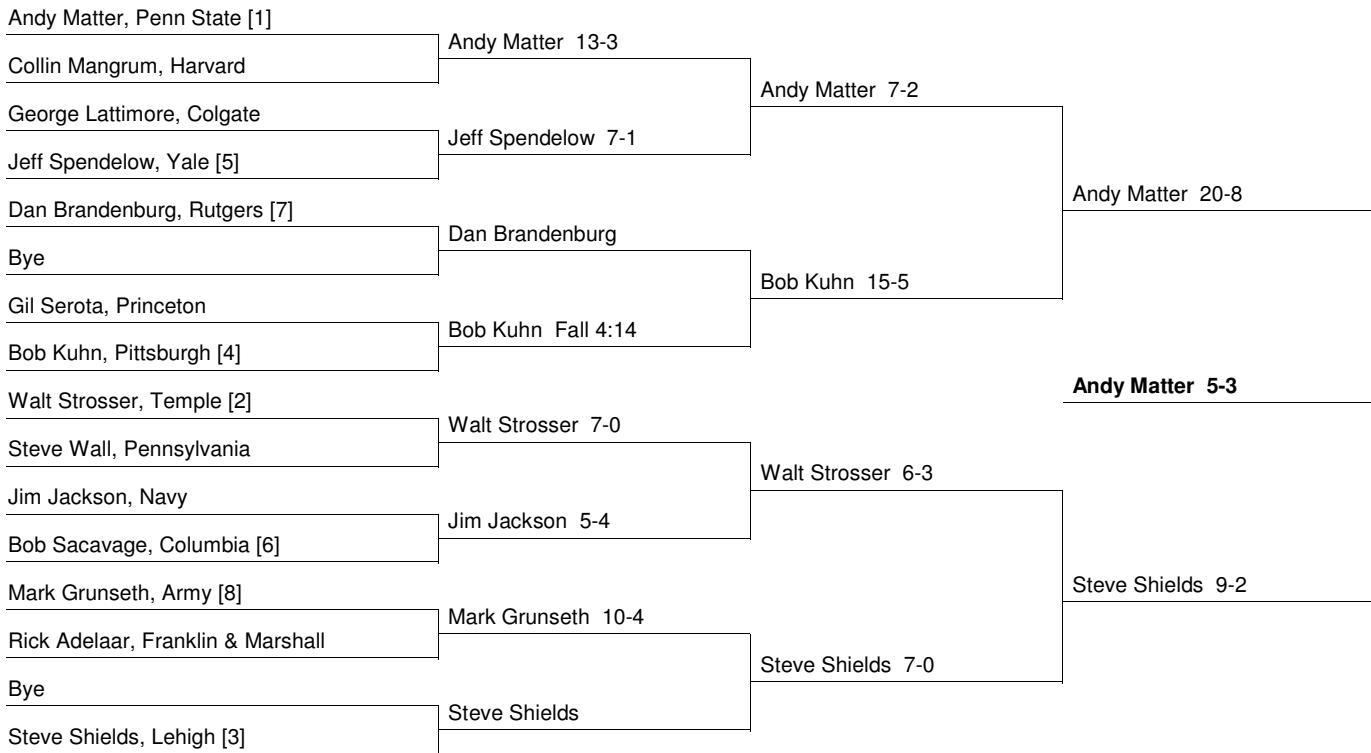 Andy Matter, Penn State [1]
Collin Mangrum, Harvard
George Lattimore, Colgate
Jeff Spendelow, Yale [5]
Dan Brandenburg, Rutgers [7]
Bye
Gil Serota, Princeton
Bob Kuhn, Pittsburgh [4]
Walt Strosser, Temple [2]
Steve Wall, Pennsylvania
Jim Jackson, Navy
Bob Sacavage, Columbia [6]
Mark Grunseth, Army [8]
Rick Adelaar, Franklin & Marshall
Bye
Steve Shields, Lehigh [3]
Andy Matter 13-3
Jeff Spendelow 7-1
Dan Brandenburg
Bob Kuhn Fall 4:14
Walt Strosser 7-0
Jim Jackson 5-4
Mark Grunseth 10-4
Steve Shields
Andy Matter 7-2
Bob Kuhn 15-5
Walt Strosser 6-3
Steve Shields 7-0
Andy Matter 20-8
Steve Shields 9-2
Andy Matter 5-3